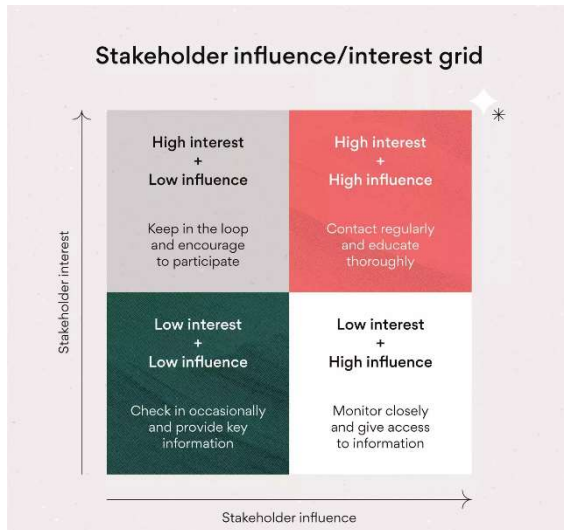 Stakeholder influence/interest grid
High interest
+
Low influence
Keep in the loop
and encourage
to participate
High interest
+
High influence
Contact regularly
and educate
thoroughly
Low interest
+
Low influence
Check in occasionally
and provide key
information
Low interest
+
High influence
Monitor closely
and give access
to information
Stakeholder interest
Stakeholder influence